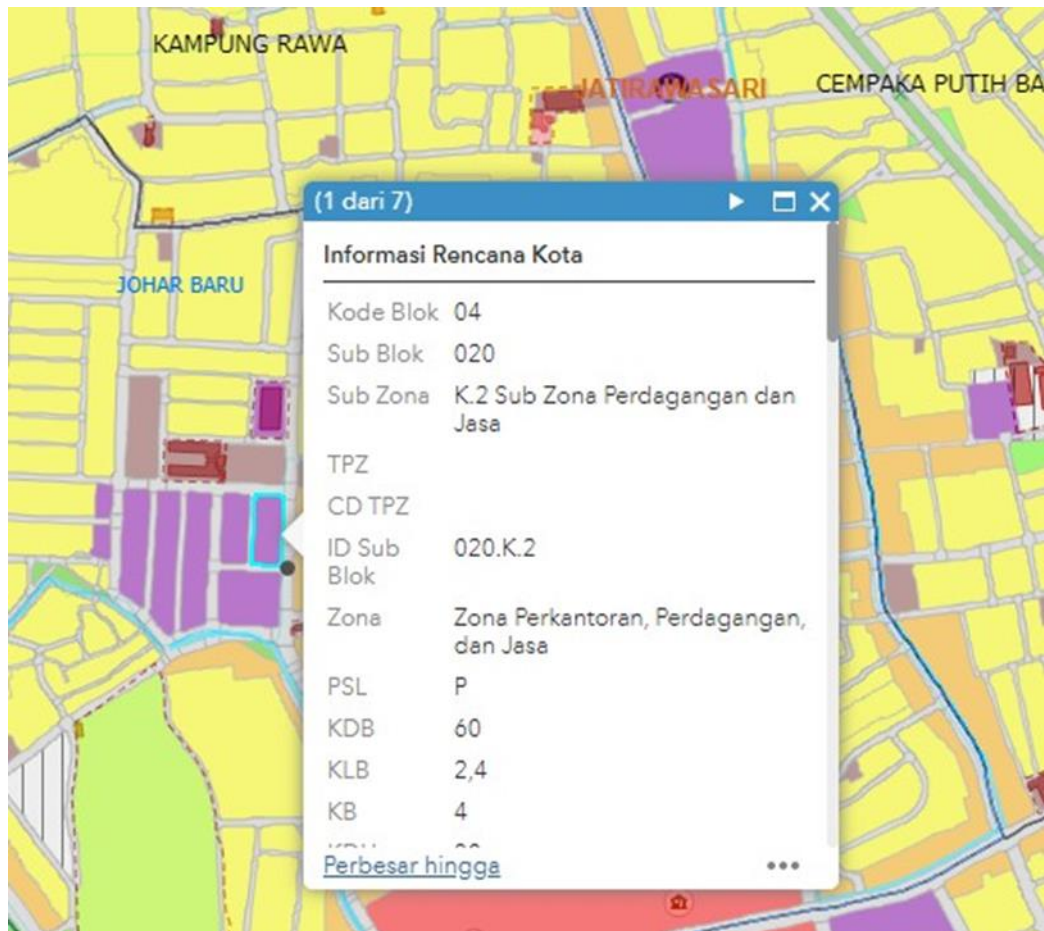 KAMPUNG RAWA
JATIRAWASARI
CEMPAKA PUTIH BA
JOHAR BARU
(1 dari 7)
Informasi Rencana Kota
Kode Blok 04
Sub Blok 020
Sub Zona K.2 Sub Zona Perdagangan dan
Jasa
TPZ
CD TPZ
ID Sub 020.K.2
Blok
Zona Zona Perkantoran, Perdagangan,
dan Jasa
PSL P
KDB 60
KLB 2,4
KB 4
Perbesar hingga